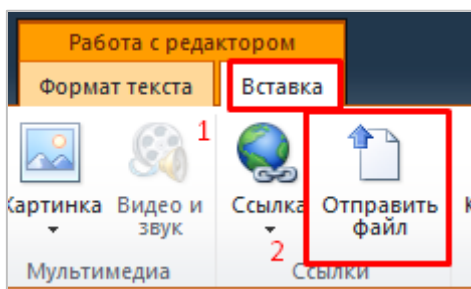 Работа с редактором
Формат текста Вставка
1
Картинка Видео и звук Ссылка Отправить файл
2
Мультимедиа Ссылки